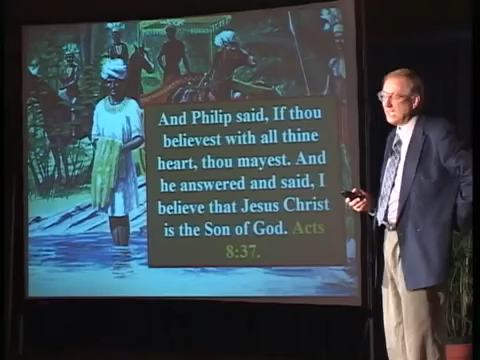 And Philip said, If thou
believest with all thine
heart, thou mayest. And
he answered and said, I
believe that Jesus Christ
is the Son of God. Acts
8:37.